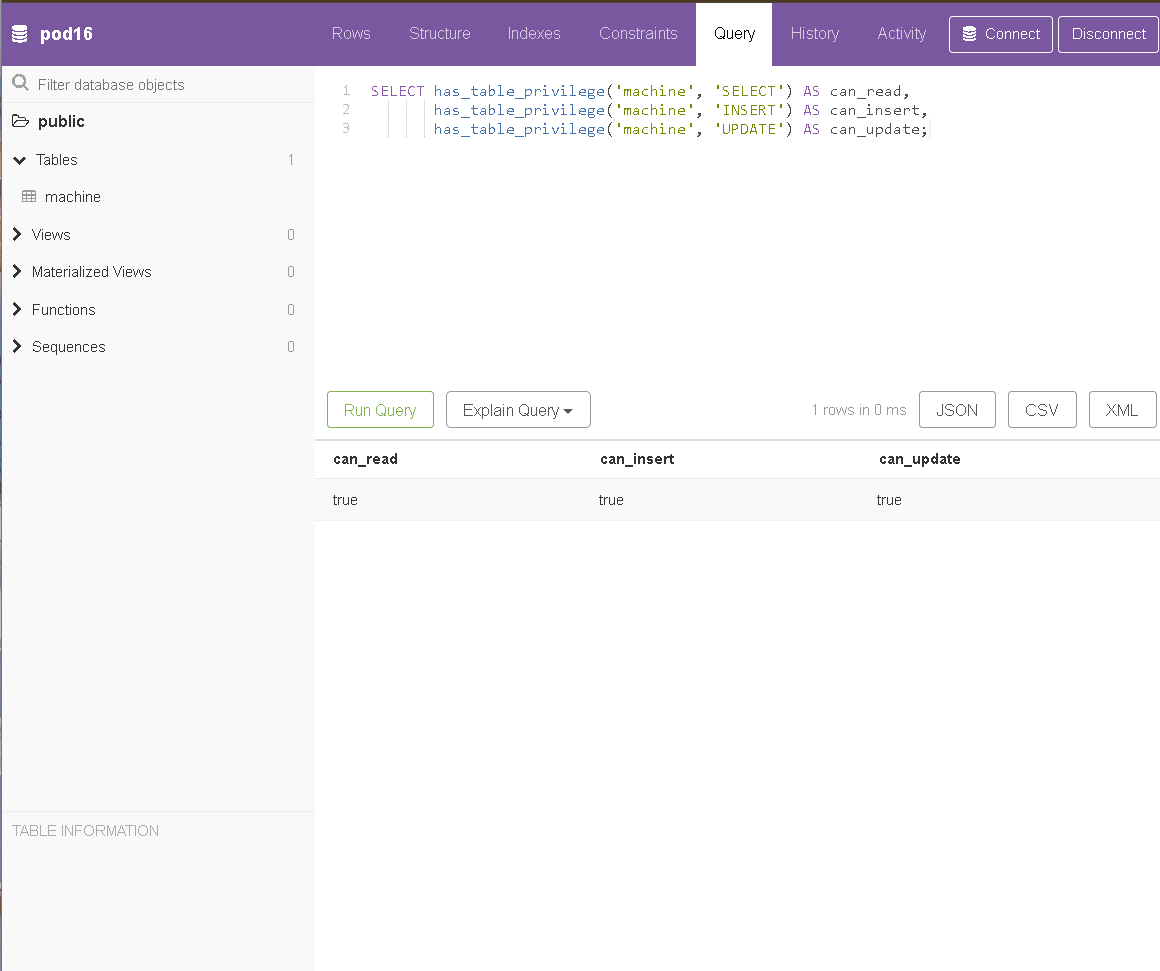 pod16 Rows Structure Indexes Constraints Query History Activity Connect Disconnect
Filter database objects
public
Tables 1
machine
Views 0
Materialized Views 0
Functions 0
Sequences 0
TABLE INFORMATION
1 SELECT has_table_privilege('machine', 'SELECT') AS can_read,
2 has_table_privilege('machine', 'INSERT') AS can_insert,
3 has_table_privilege('machine', 'UPDATE') AS can_update;
Run Query Explain Query 1 rows in 0 ms JSON CSV XML
can_read can_insert can_update
true true true